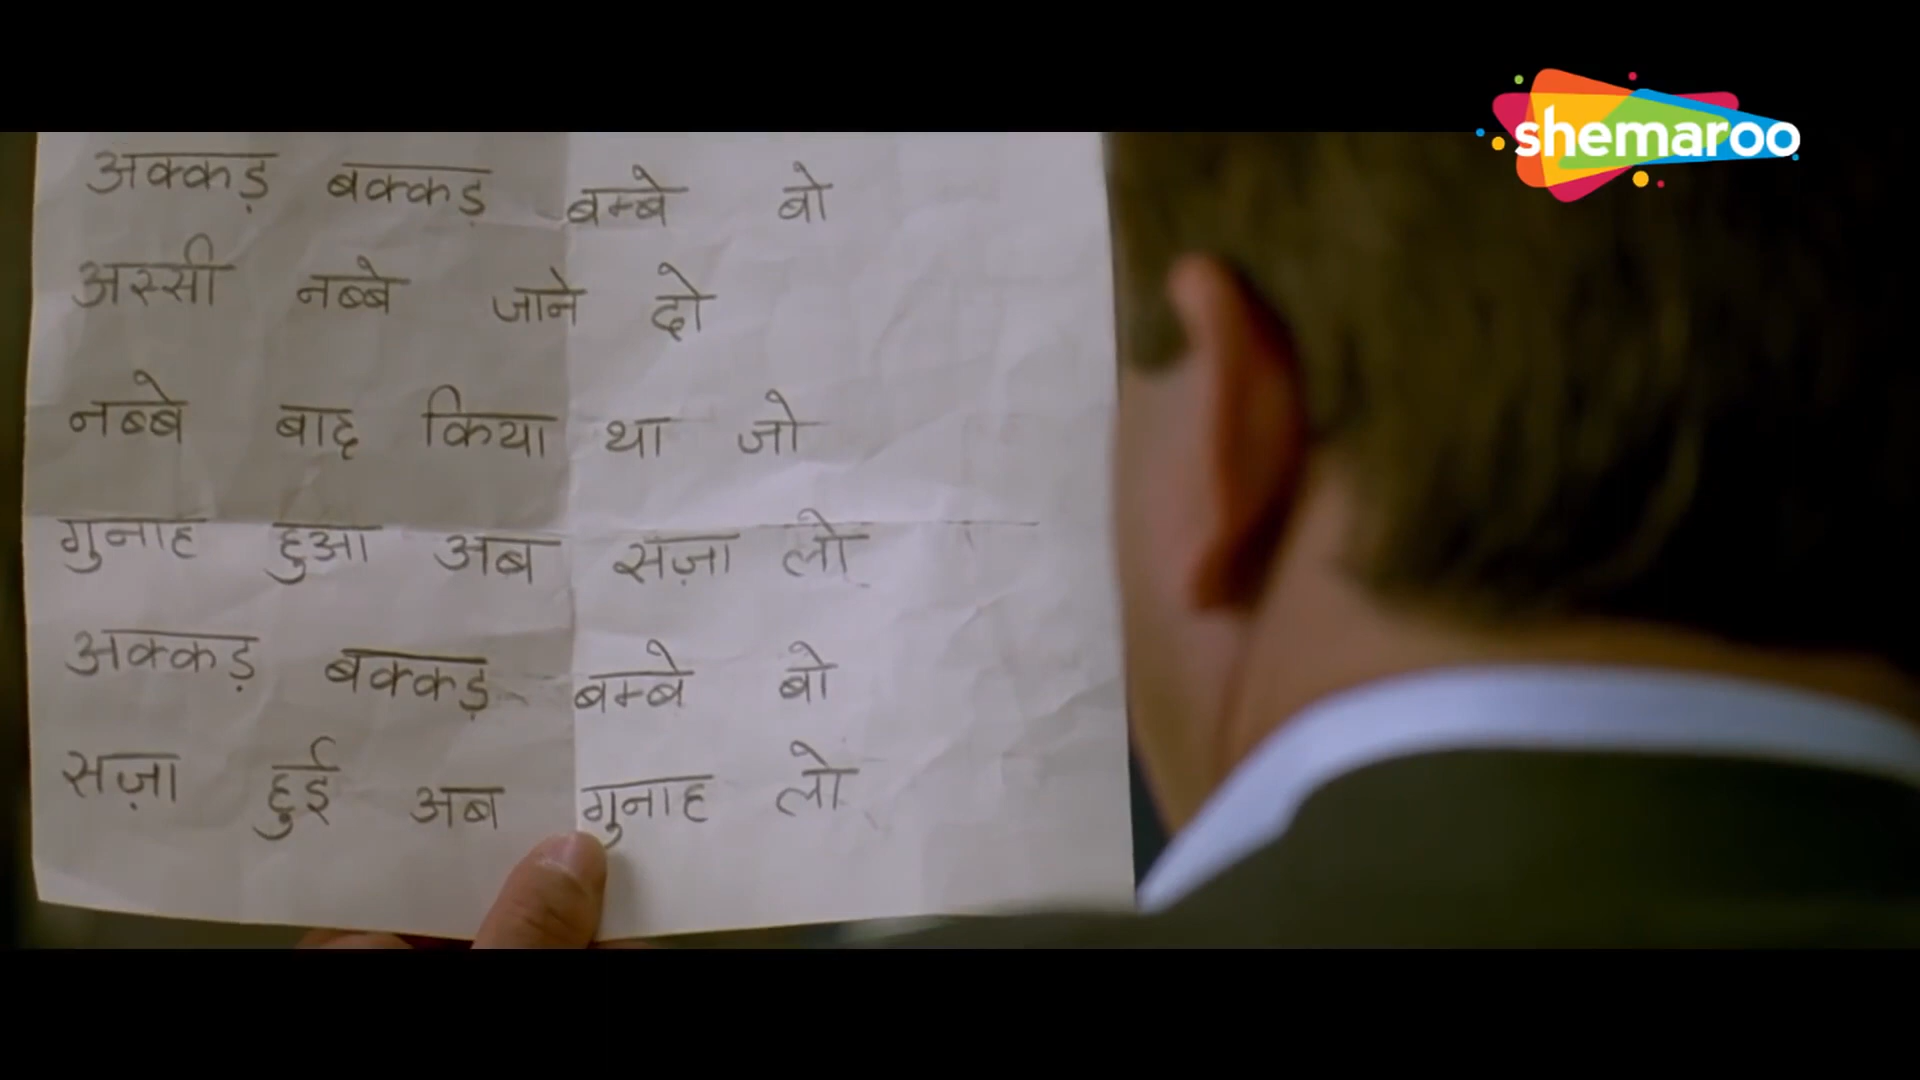 shemaroo
अक्कड़ बक्कड़ बम्बे बो
अस्सी नब्बे जाने दो
नब्बे बाद किया था जो
गुनाह हुआ अब सज़ा लो
अक्कड़ बक्कड़ बम्बे बो
सज़ा हुई अब गुनाह लो